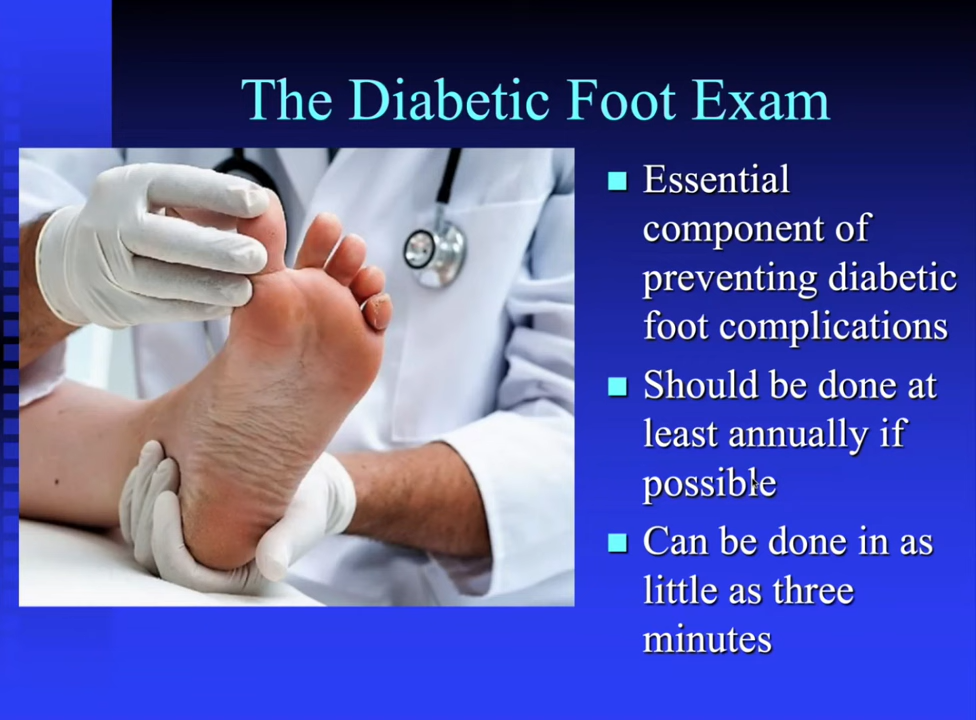 The Diabetic Foot Exam
Essential
component of
preventing diabetic
foot complications
Should be done at
least annually if
possible
Can be done in as
little as three
minutes